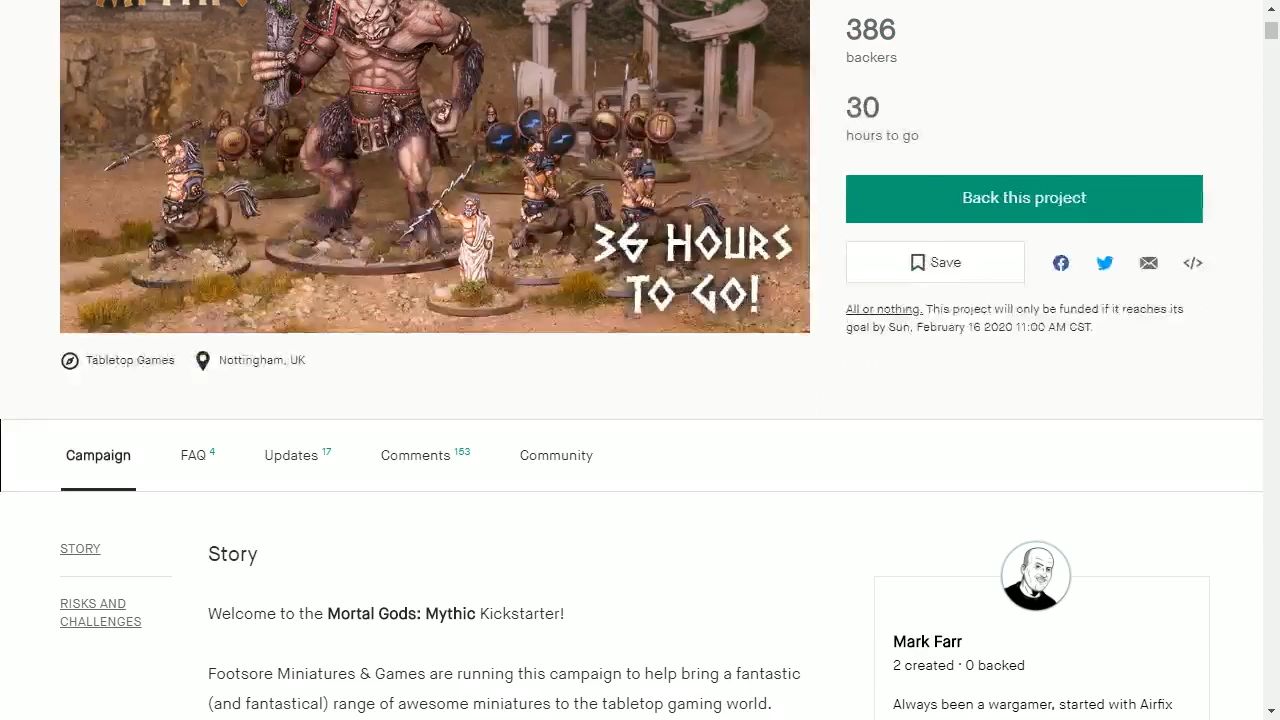 386
backers
30
hours to go
Back this project
Save
All or nothing. This project will only be funded if it reaches its
goal by Sun, February 16 2020 11:00 AM CST.
36 HOURS
TO GO!
Tabletop Games
Nottingham, UK
Campaign
FAQ 4
Updates 17
Comments 153
Community
STORY
RISKS AND
CHALLENGES
Story
Welcome to the Mortal Gods: Mythic Kickstarter!
Footsore Miniatures & Games are running this campaign to help bring a fantastic
(and fantastical) range of awesome miniatures to the tabletop gaming world.
Mark Farr
2 created · 0 backed
Always been a wargamer, started with Airfix